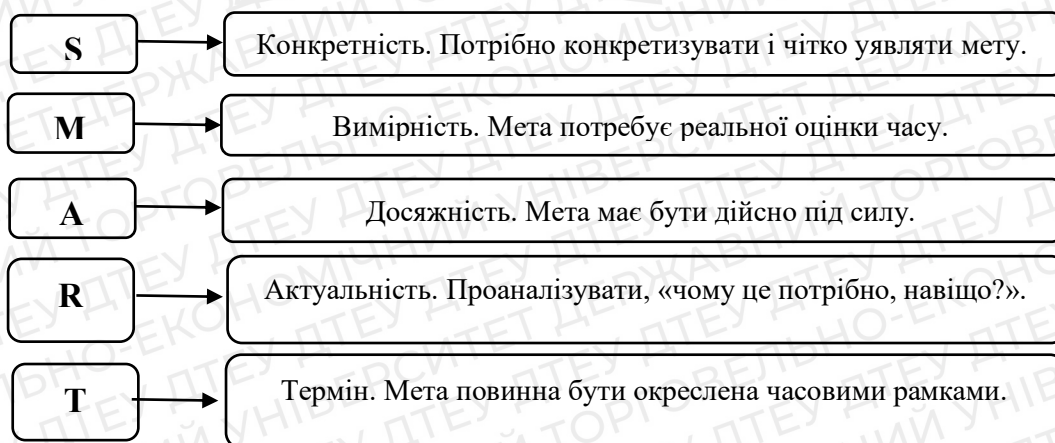 S
Конкретність. Потрібно конкретизувати і чітко уявляти мету.
M
Вимірність. Мета потребує реальної оцінки часу.
A
Досяжність. Мета має бути дійсно під силу.
R
Актуальність. Проаналізувати, «чому це потрібно, навіщо?».
T
Термін. Мета повинна бути окреслена часовими рамками.